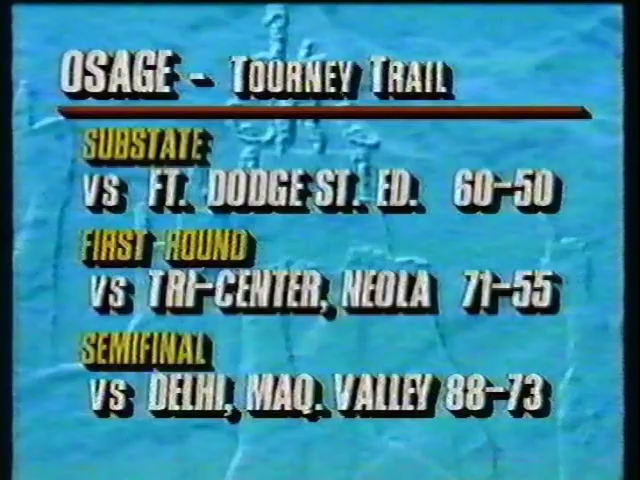 OSAGE - TOURNEY TRAIL
SUBSTATE
VS FT. DODGE ST. ED. 60-50
FIRST ROUND
VS TRI-CENTER, NEOLA 71-55
SEMIFINAL
VS DELHI, MAQ. VALLEY 88-73